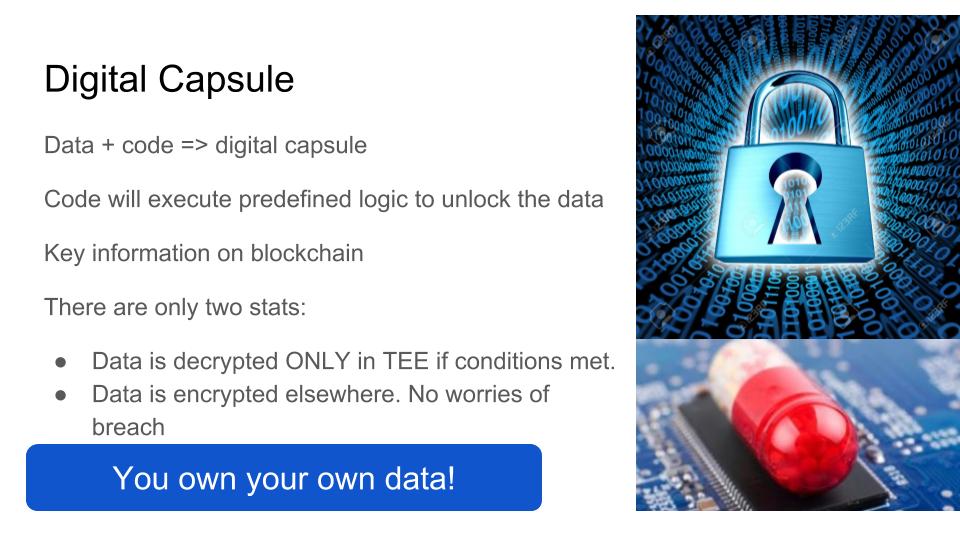 Digital Capsule
Data + code => digital capsule
Code will execute predefined logic to unlock the data
Key information on blockchain
There are only two stats:
● Data is decrypted ONLY in TEE if conditions met.
● Data is encrypted elsewhere. No worries of
breach
You own your own data!